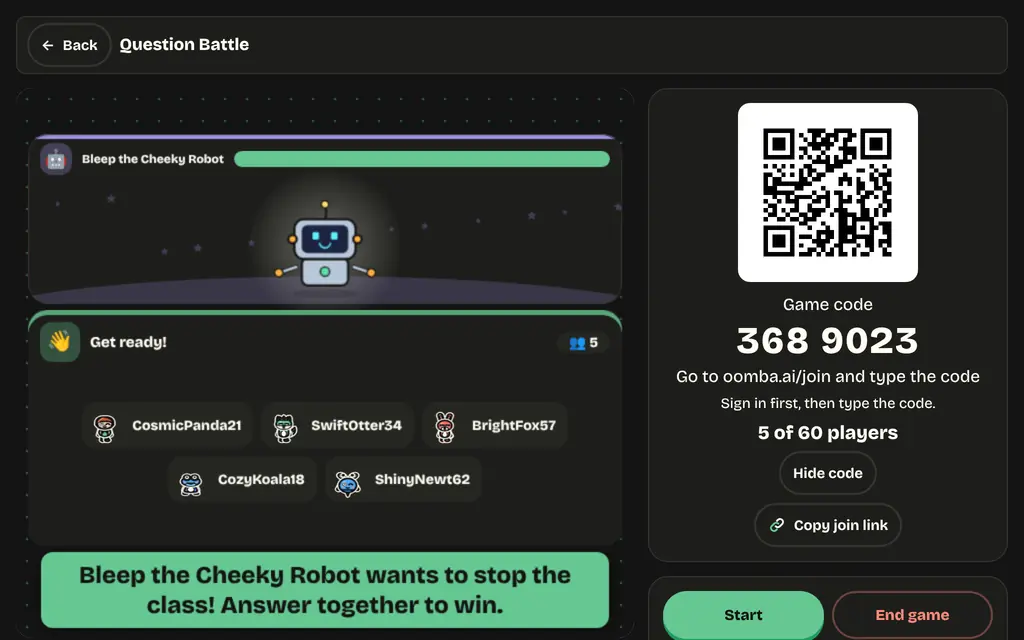 ← Back
Question Battle
Bleep the Cheeky Robot
Get ready!
5
CosmicPanda21
SwiftOtter34
BrightFox57
CozyKoala18
ShinyNewt62
Bleep the Cheeky Robot wants to stop the
class! Answer together to win.
Game code
368 9023
Go to oomba.ai/join and type the code
Sign in first, then type the code.
5 of 60 players
Hide code
Copy join link
Start
End game